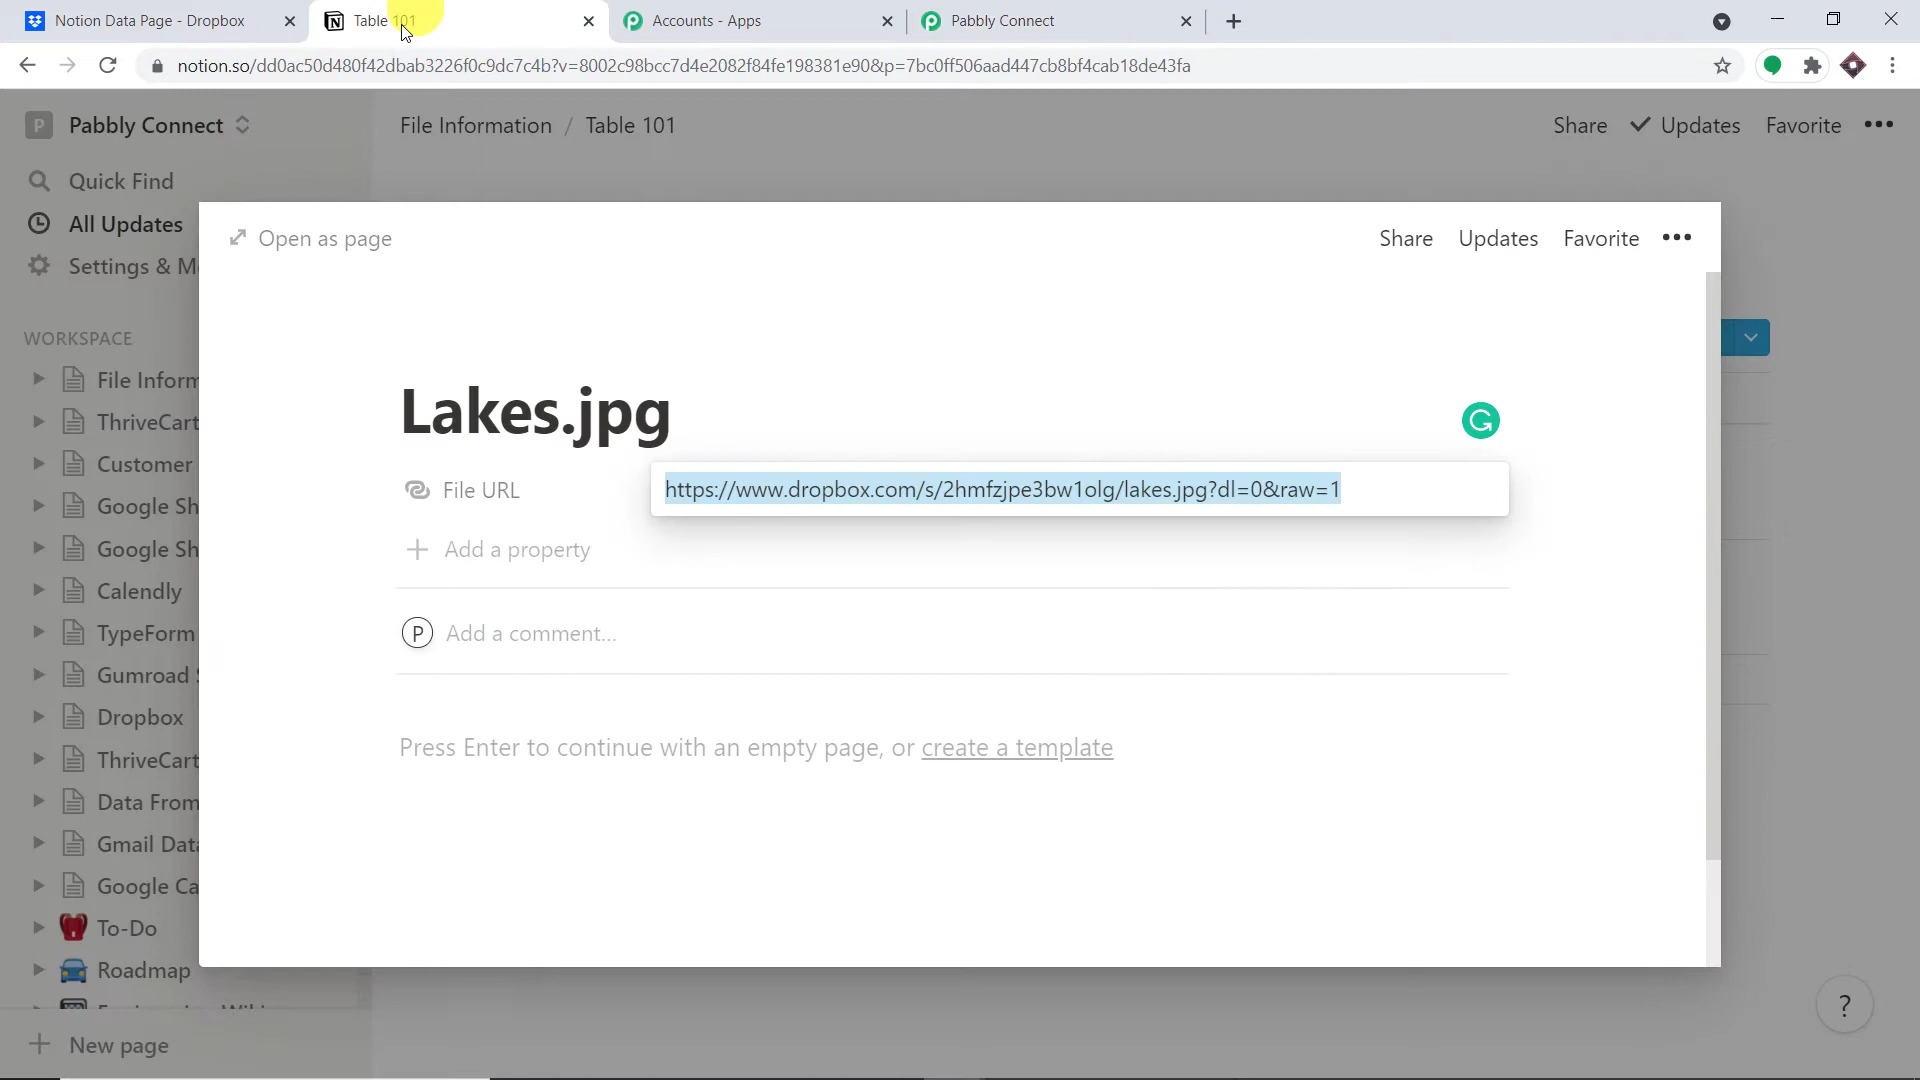 Notion Data Page - Dropbox
Table 101
Accounts - Apps
Pabbly Connect
notion.so/dd0ac50d480f42dbab3226f0c9dc7c4b?v=8002c98bcc7d4e2082f84fe198381e90&p=7bc0ff506aad447cb8bf4cab18de43fa
P Pabbly Connect
File Information / Table 101
Share
Updates
Favorite
Quick Find
All Updates
Settings & M
Open as page
Share
Updates
Favorite
WORKSPACE
File Inform
ThriveCart
Customer
Google Sh
Google Sh
Calendly
TypeForm
Gumroad S
Dropbox
ThriveCart
Data From
Gmail Data
Google Ca
To-Do
Roadmap
New page
Lakes.jpg
File URL
https://www.dropbox.com/s/2hmfzjpe3bw1olg/lakes.jpg?dl=0&raw=1
Add a property
P Add a comment...
Press Enter to continue with an empty page, or create a template
?